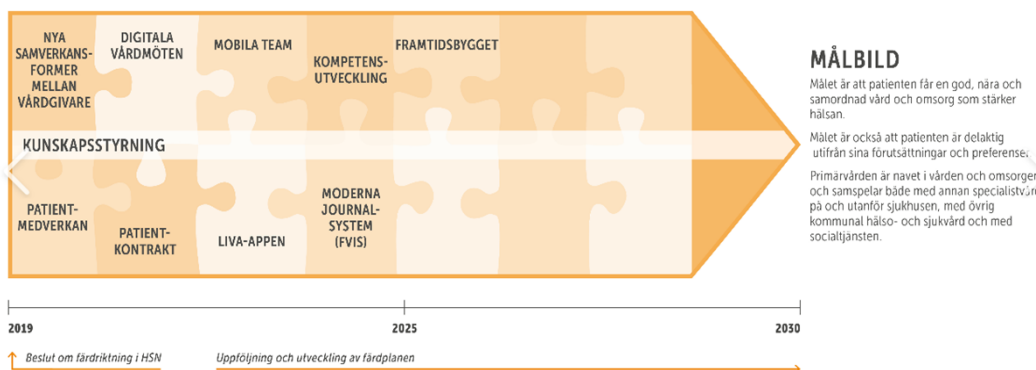 NYA
SAMVERKANS-
FORMER
MELLAN
VÅRDGIVARE
DIGITALA
VÅRDMÖTEN
MOBILA TEAM
KOMPETENS-
UTVECKLING
FRAMTIDSBYGGET
KUNSKAPSSTYRNING
PATIENT-
MEDVERKAN
PATIENT-
KONTRAKT
LIVA-APPEN
MODERNA
JOURNAL-
SYSTEM
(FVIS)
MÅLBILD
Målet är att patienten får en god, nära och
samordnad vård och omsorg som stärker
hälsan.
Målet är också att patienten är delaktig
utifrån sina förutsättningar och preferenser.
Primärvården är navet i vården och omsorgen
och samspelar både med annan specialistvård
på och utanför sjukhusen, med övrig
kommunal hälso- och sjukvård och med
socialtjänsten.
2019
2025
2030
Beslut om färdriktning i HSN
Uppföljning och utveckling av färdplanen